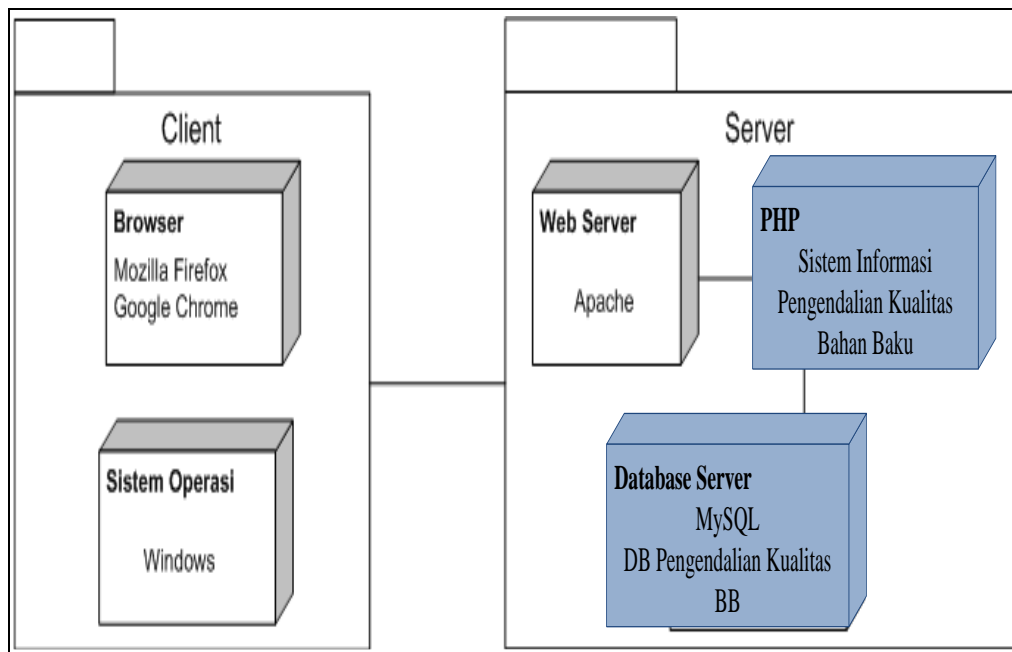 Client
Browser
Mozilla Firefox
Google Chrome
Sistem Operasi
Windows
Server
Web Server
Apache
PHP
Sistem Informasi
Pengendalian Kualitas
Bahan Baku
Database Server
MySQL
DB Pengendalian Kualitas
BB